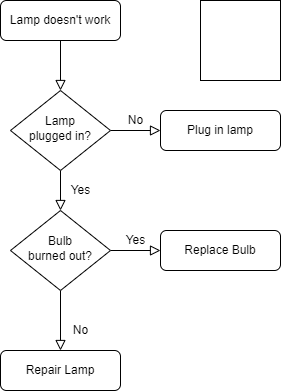 Lamp doesn't work
Lamp
plugged in?
No
Plug in lamp
Yes
Bulb
burned out?
Yes
Replace Bulb
No
Repair Lamp